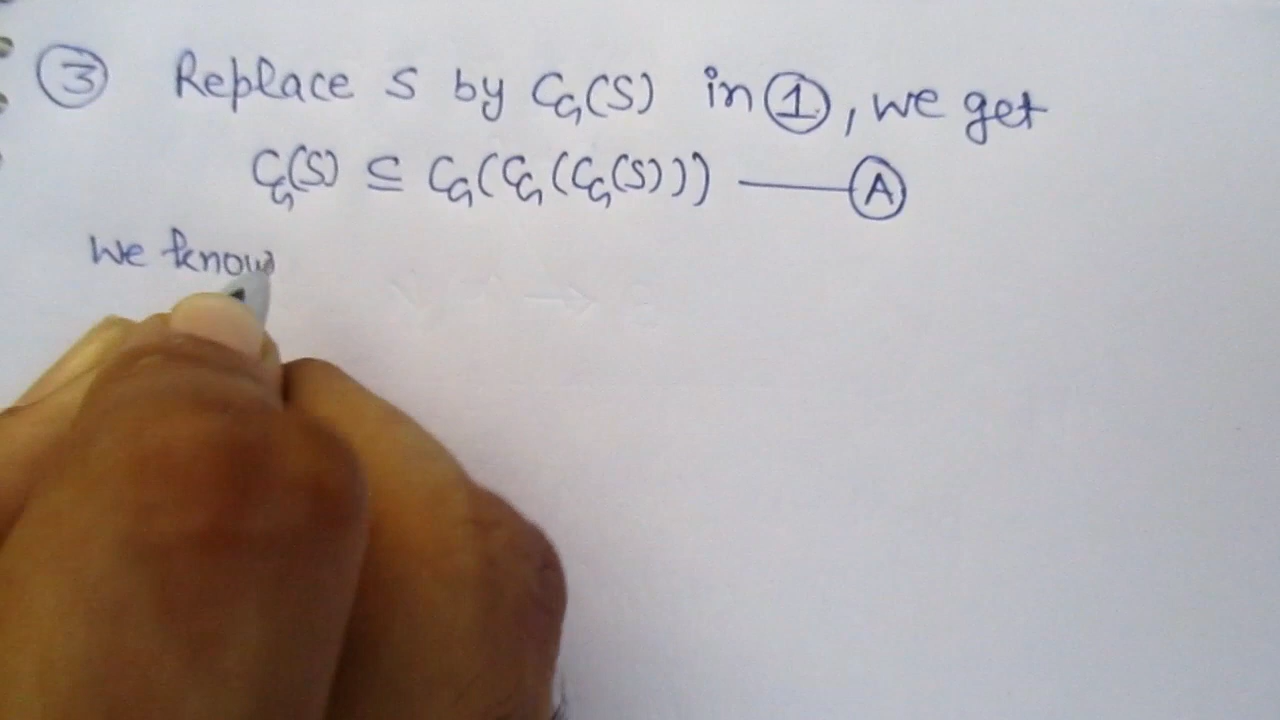 ③ Replace S by C_G(S) in ①, we get
C_G(S) ⊆ C_G(C_G(C_G(S))) —— Ⓐ
We know